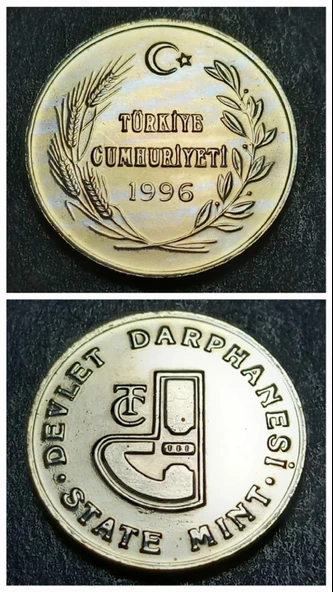 TÜRKİYE
CUMHURİYETİ
1996
DEVLET DARPHANESİ
TC
STATE MINT